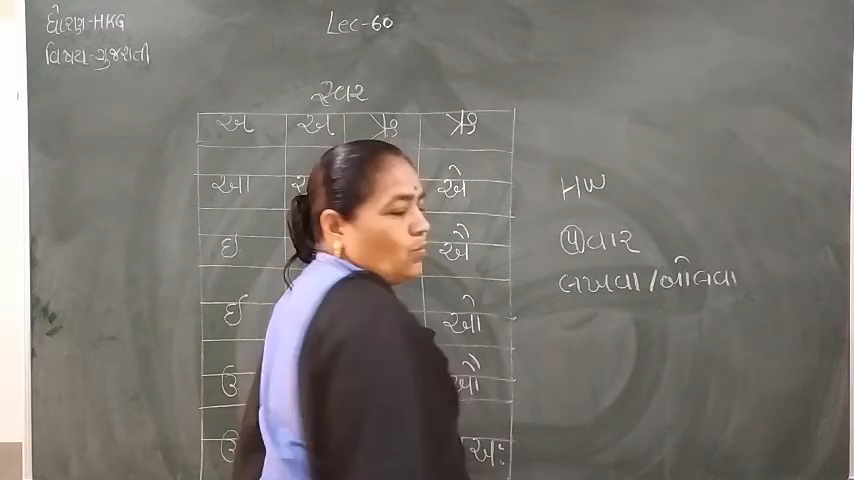 ધોરણ-HKG
Lec-60
વિષય-ગુજરાતી
સ્વર
અ અ ઋ ઋ
આ એ
ઇ ઐ
ઈ ઓ
ઉ ઔ
અઃ
HW
૫ વાર
લખવા/બોલવા